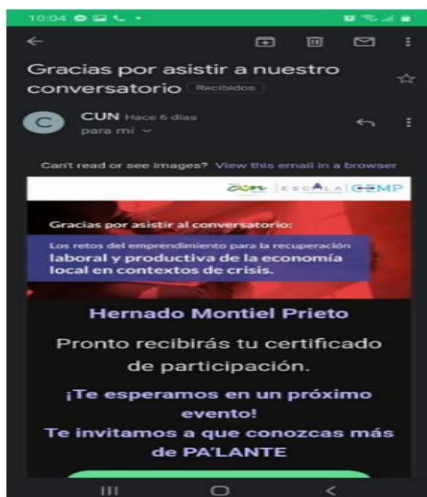 10:04
Gracias por asistir a nuestro
conversatorio Recibidos
C
CUN Hace 6 días
para mí
Can't read or see images? View this email in a browser
cun | ESCALA | CEMP
Gracias por asistir al conversatorio:
Los retos del emprendimiento para la recuperación
laboral y productiva de la economía
local en contextos de crisis.
Hernado Montiel Prieto
Pronto recibirás tu certificado
de participación.
¡Te esperamos en un próximo
evento!
Te invitamos a que conozcas más
de PA'LANTE